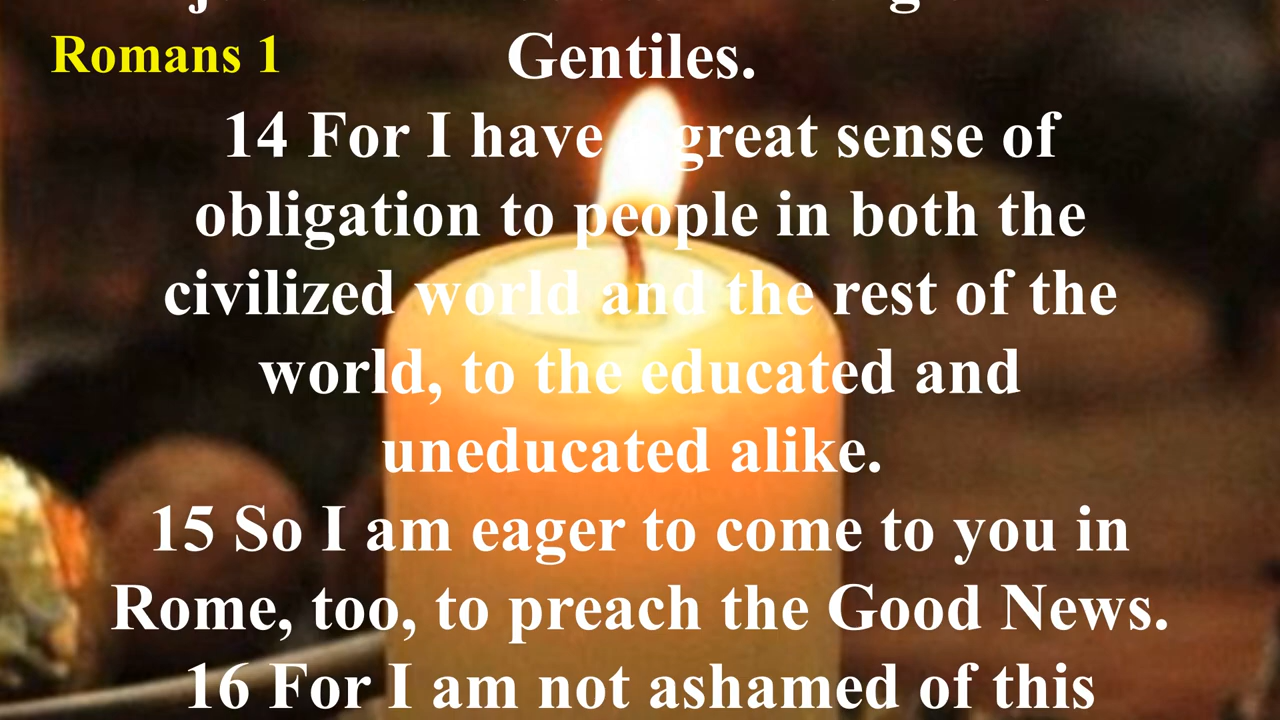 Romans 1
Gentiles.
14 For I have a great sense of
obligation to people in both the
civilized world and the rest of the
world, to the educated and
uneducated alike.
15 So I am eager to come to you in
Rome, too, to preach the Good News.
16 For I am not ashamed of this